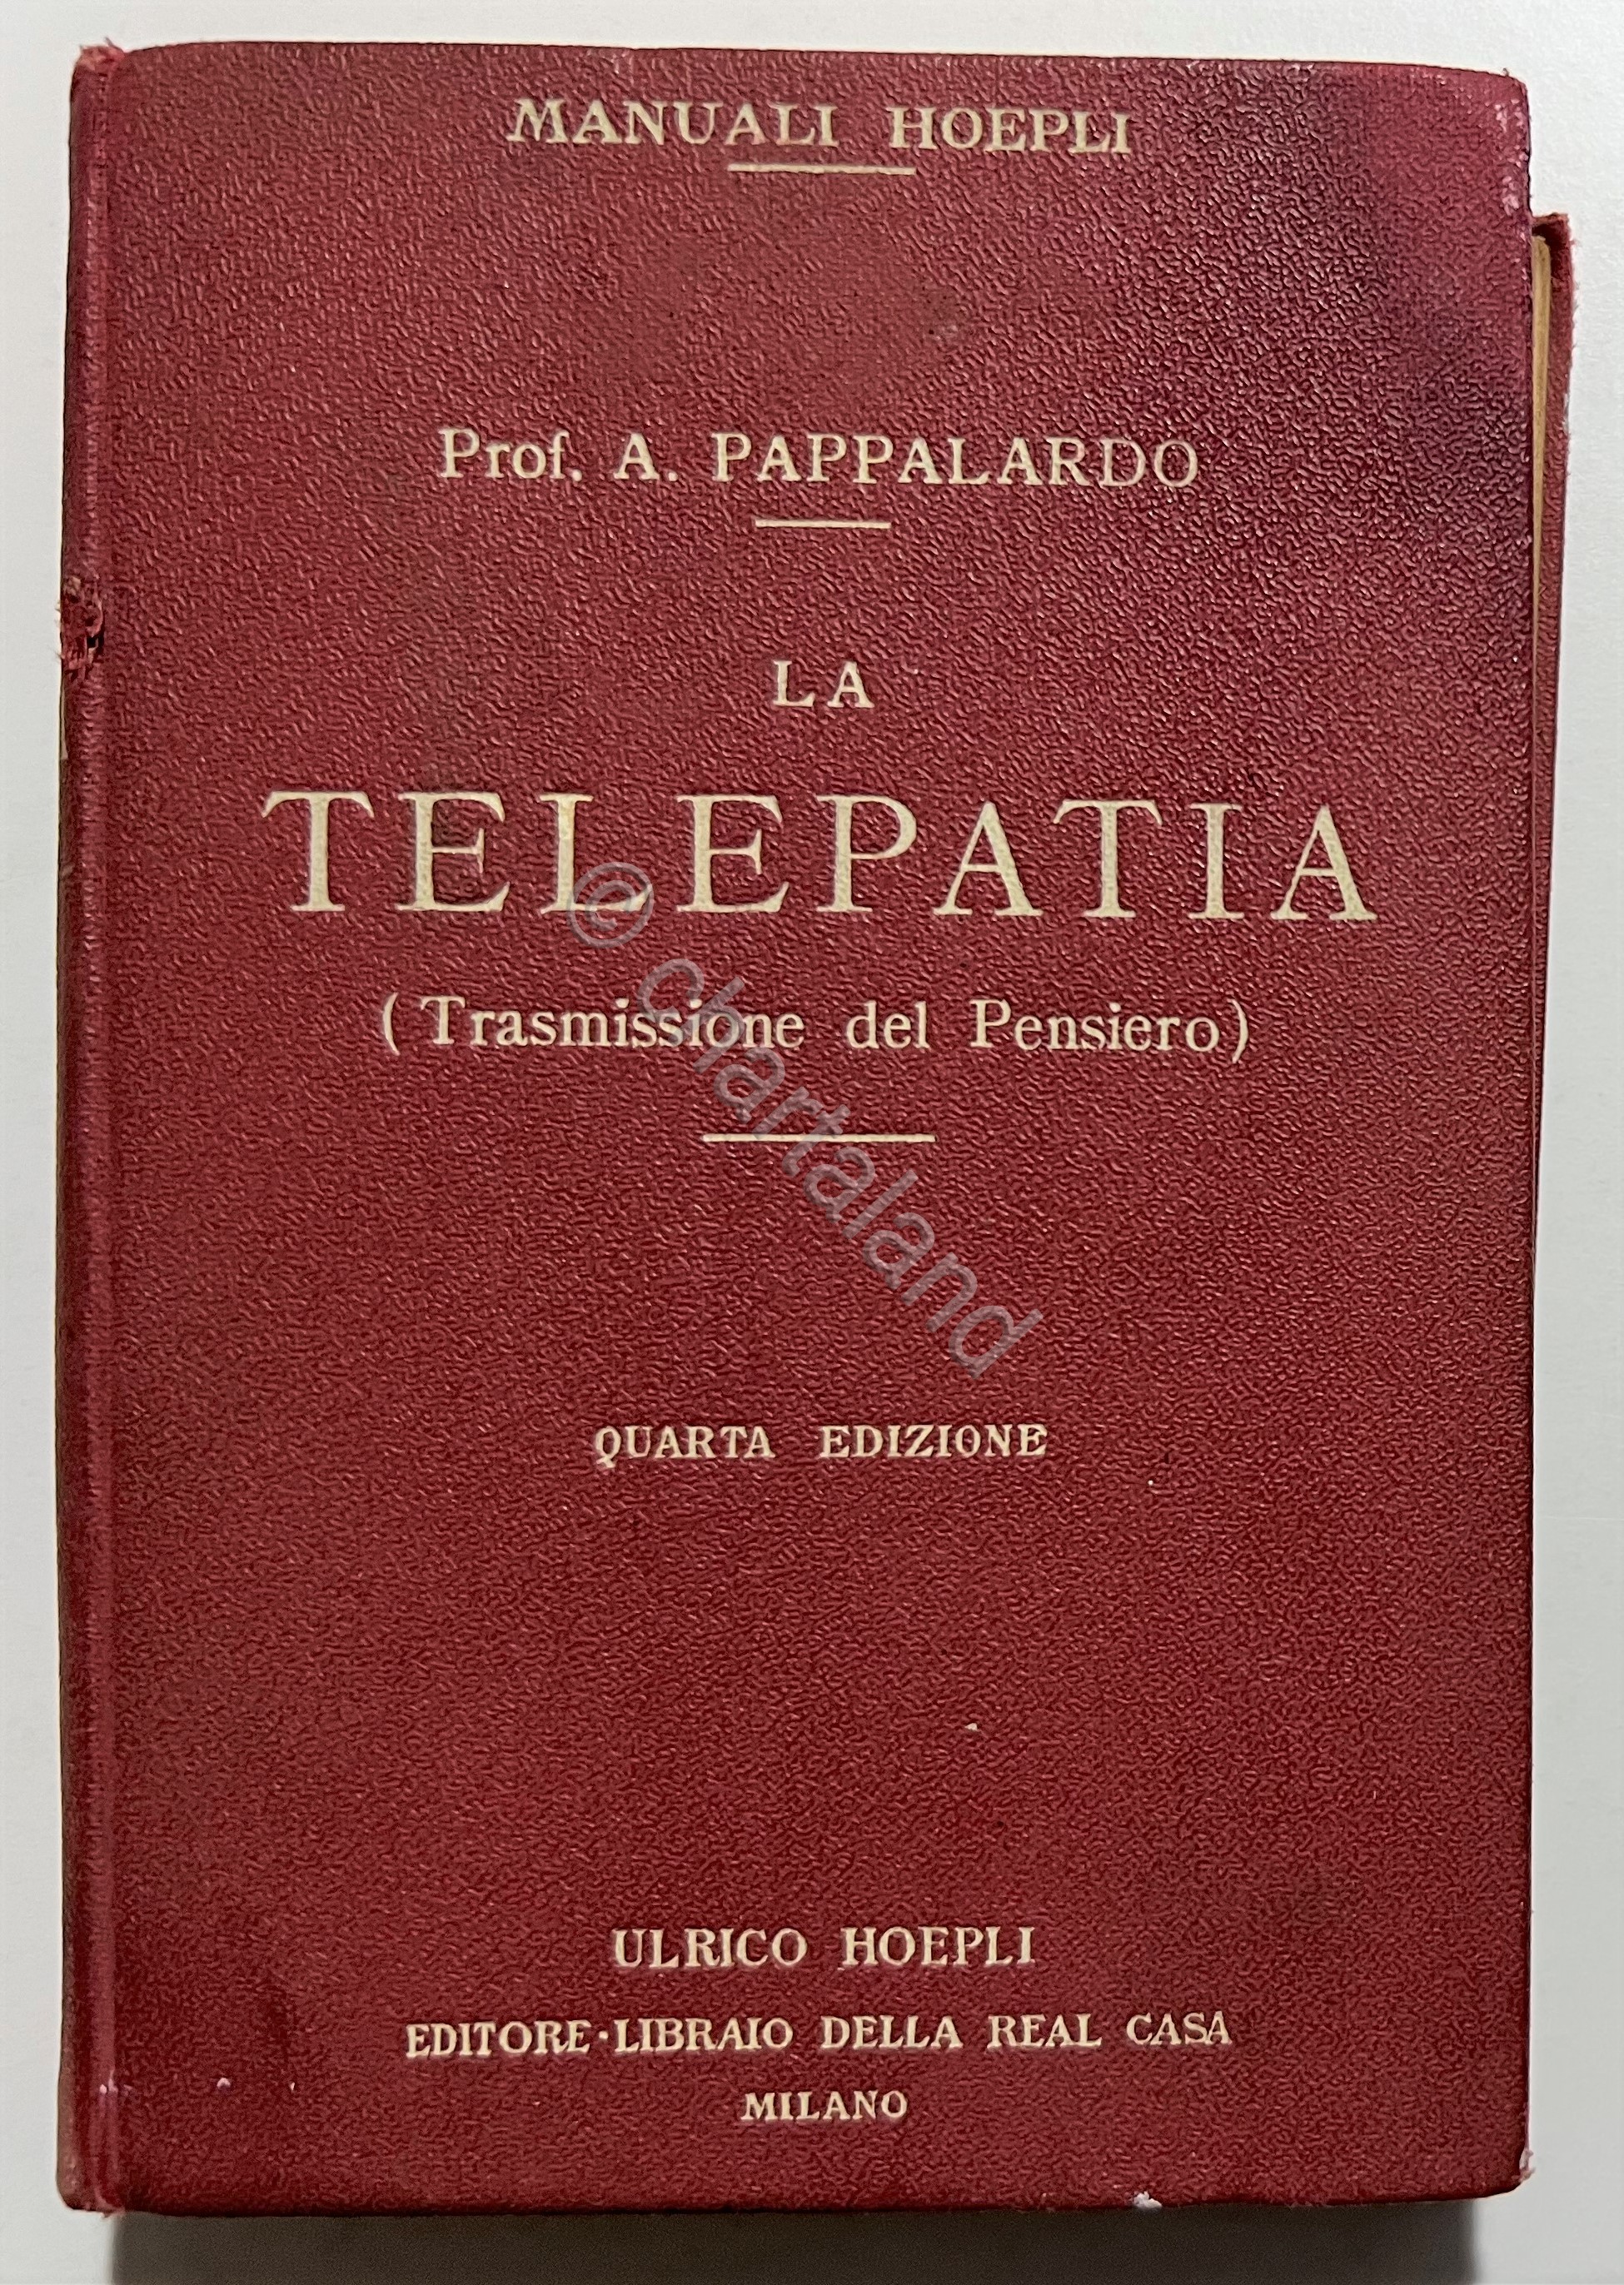 MANUALI HOEPLI
Prof. A. PAPPALARDO
LA
TELEPATIA
(Trasmissione del Pensiero)
© chartaland
QUARTA EDIZIONE
ULRICO HOEPLI
EDITORE-LIBRAIO DELLA REAL CASA
MILANO